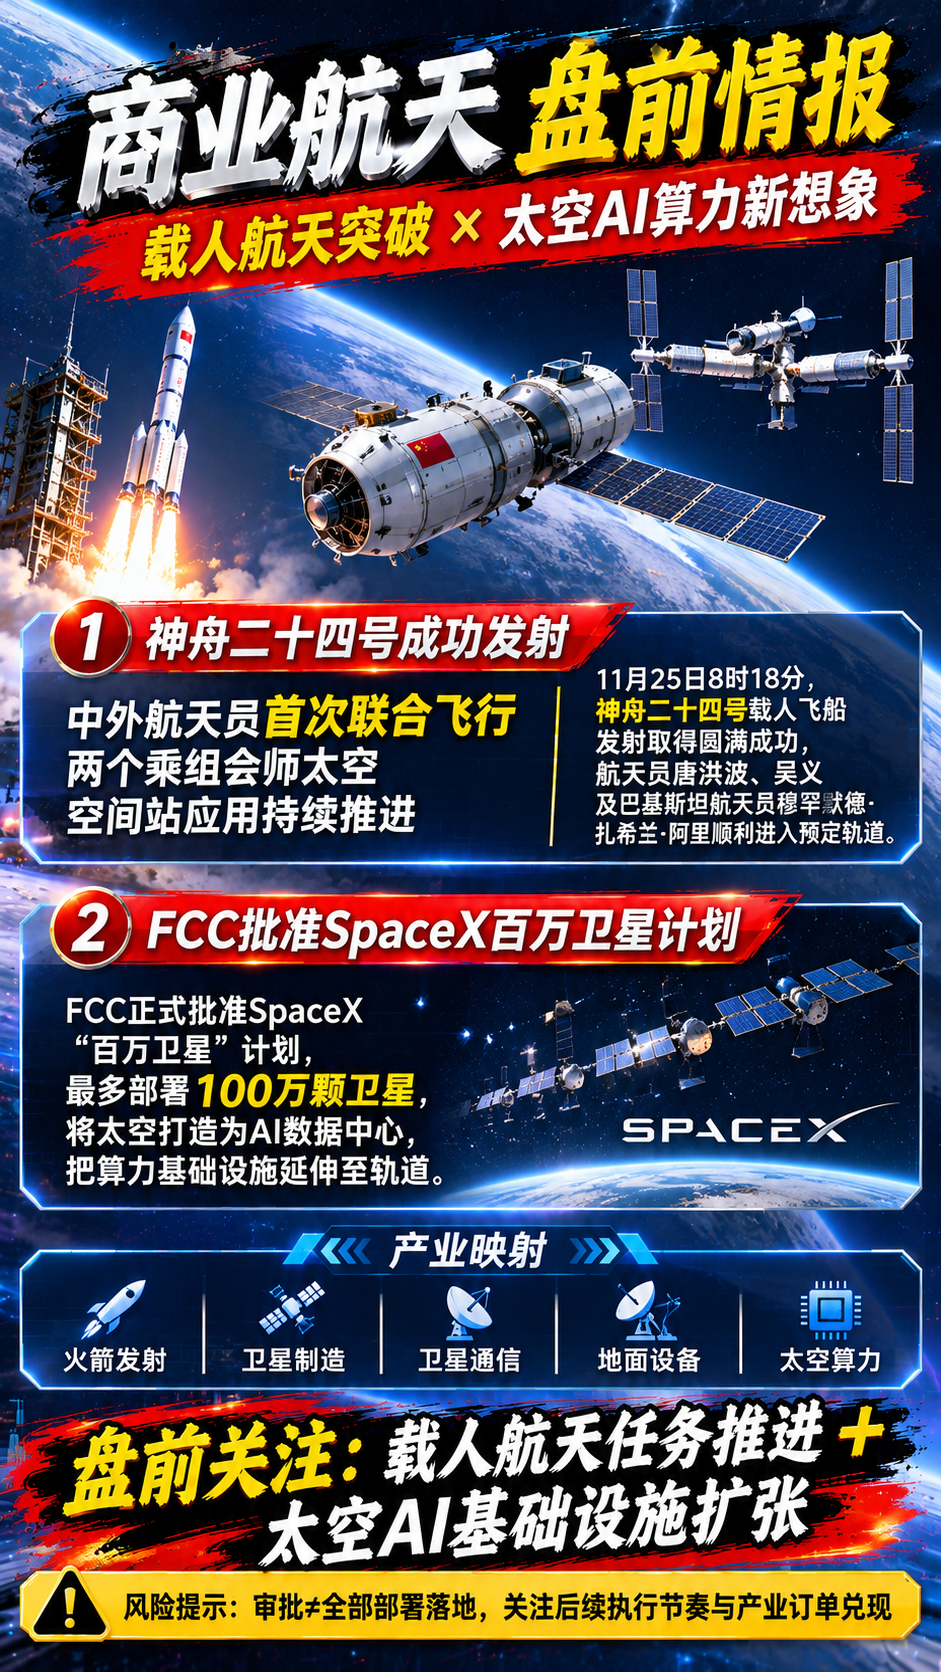 商业航天 盘前情报
载人航天突破 × 太空AI算力新想象
1 神舟二十四号成功发射
中外航天员首次联合飞行
两个乘组会师太空
空间站应用持续推进
11月25日8时18分，
神舟二十四号载人飞船
发射取得圆满成功，
航天员唐洪波、吴义
及巴基斯坦航天员穆罕默德·
扎希兰·阿里顺利进入预定轨道。
2 FCC批准SpaceX百万卫星计划
FCC正式批准SpaceX
“百万卫星”计划，
最多部署100万颗卫星，
将太空打造为AI数据中心，
把算力基础设施延伸至轨道。
SPACEX
产业映射
火箭发射
卫星制造
卫星通信
地面设备
太空算力
盘前关注：载人航天任务推进+
太空AI基础设施扩张
风险提示：审批≠全部部署落地，关注后续执行节奏与产业订单兑现